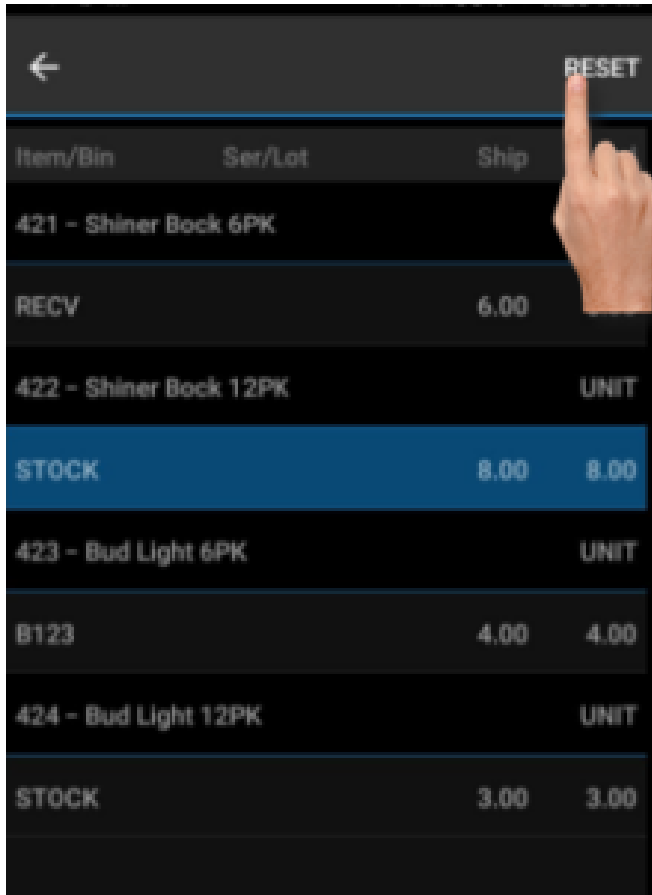 RESET
Item/Bin Ser/Lot Ship
421 - Shiner Bock 6PK
RECV 6.00
422 - Shiner Bock 12PK UNIT
STOCK 8.00 8.00
423 - Bud Light 6PK UNIT
B123 4.00 4.00
424 - Bud Light 12PK UNIT
STOCK 3.00 3.00